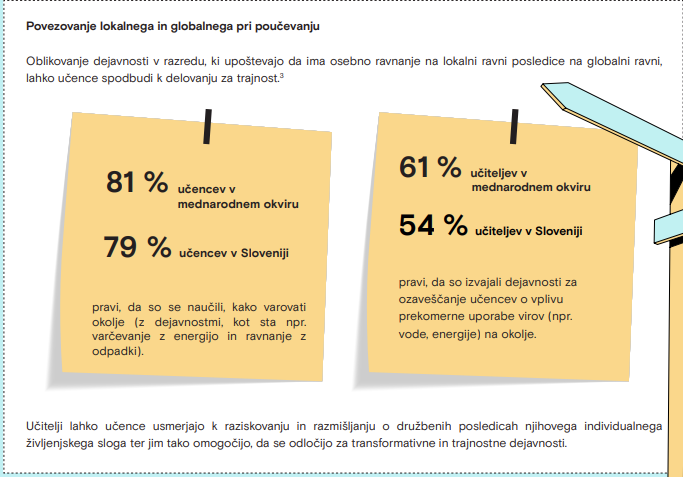 Povezovanje lokalnega in globalnega pri poučevanju
Oblikovanje dejavnosti v razredu, ki upoštevajo da ima osebno ravnanje na lokalni ravni posledice na globalni ravni,
lahko učence spodbudi k delovanju za trajnost.³
81 % učencev v
mednarodnem okviru
79 % učencev v Sloveniji
pravi, da so se naučili, kako varovati
okolje (z dejavnostmi, kot sta npr.
varčevanje z energijo in ravnanje z
odpadki).
61 % učiteljev v
mednarodnem okviru
54 % učiteljev v Sloveniji
pravi, da so izvajali dejavnosti za
ozaveščanje učencev o vplivu
prekomerne uporabe virov (npr.
vode, energije) na okolje.
Učitelji lahko učence usmerjajo k raziskovanju in razmišljanju o družbenih posledicah njihovega individualnega
življenjskega sloga ter jim tako omogočijo, da se odločijo za transformativne in trajnostne dejavnosti.